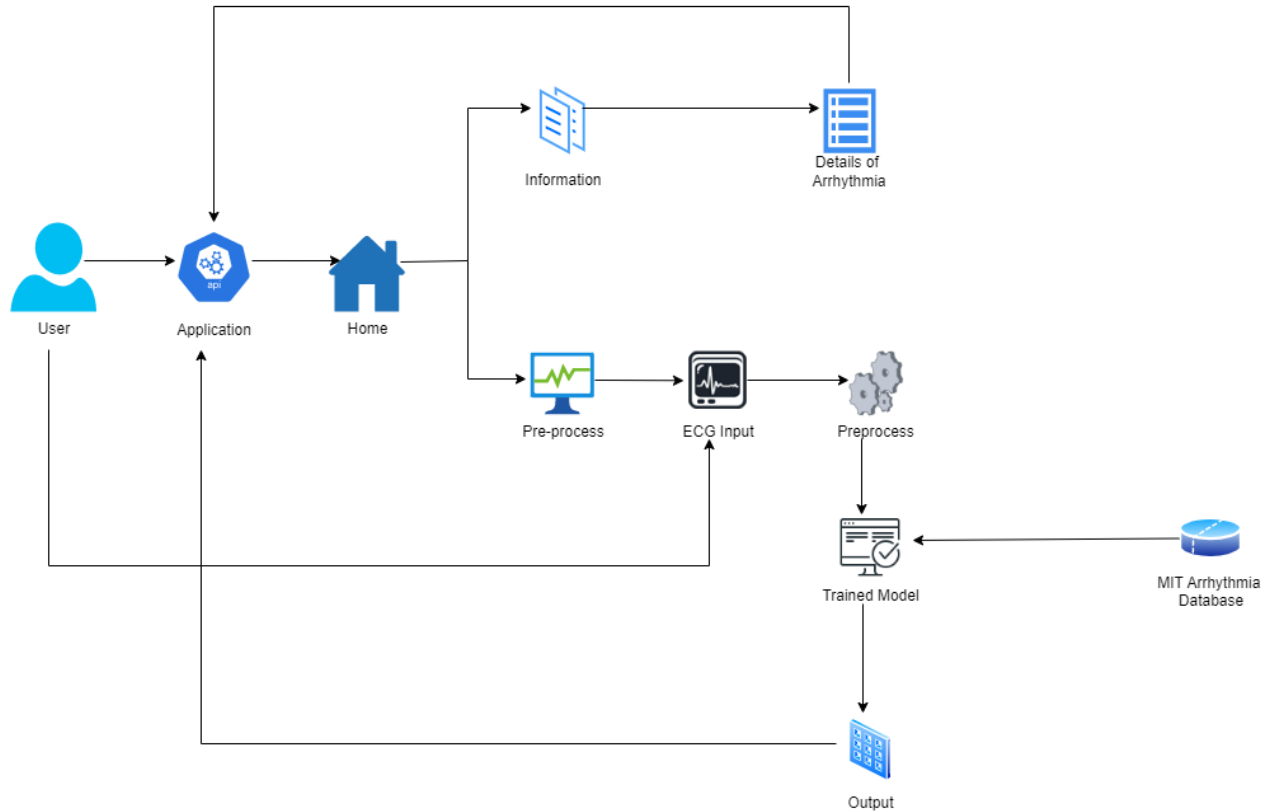 Details of
Arrhythmia
Information
api
User
Application
Home
Pre-process
ECG Input
Preprocess
Trained Model
MIT Arrhythmia
Database
Output